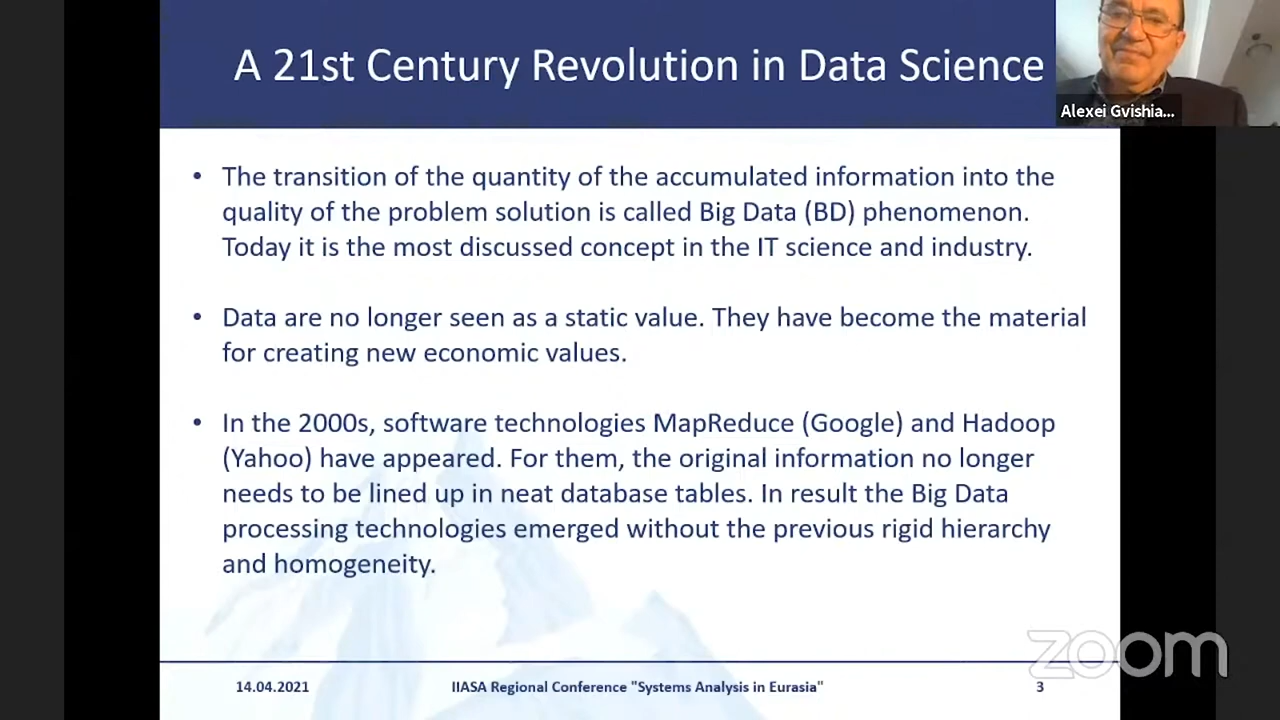 A 21st Century Revolution in Data Science
Alexei Gvishia...
• The transition of the quantity of the accumulated information into the
quality of the problem solution is called Big Data (BD) phenomenon.
Today it is the most discussed concept in the IT science and industry.
• Data are no longer seen as a static value. They have become the material
for creating new economic values.
• In the 2000s, software technologies MapReduce (Google) and Hadoop
(Yahoo) have appeared. For them, the original information no longer
needs to be lined up in neat database tables. In result the Big Data
processing technologies emerged without the previous rigid hierarchy
and homogeneity.
zoom
14.04.2021
IIASA Regional Conference "Systems Analysis in Eurasia"
3